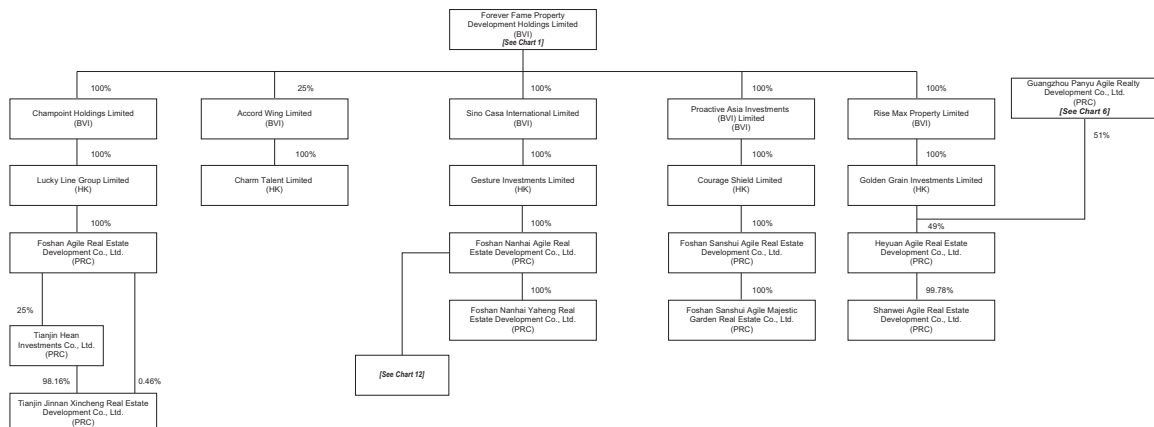 Forever Fame Property
Development Holdings Limited
(BVI)
[See Chart 1]
100%
25%
100%
100%
100%
Champoint Holdings Limited
(BVI)
Accord Wing Limited
(BVI)
Sino Casa International Limited
(BVI)
Proactive Asia Investments
(BVI) Limited
(BVI)
Rise Max Property Limited
(BVI)
Guangzhou Panyu Agile Realty
Development Co., Ltd.
(PRC)
[See Chart 6]
100%
100%
100%
100%
100%
51%
Lucky Line Group Limited
(HK)
Charm Talent Limited
(HK)
Gesture Investments Limited
(HK)
Courage Shield Limited
(HK)
Golden Grain Investments Limited
(HK)
100%
100%
100%
49%
Foshan Agile Real Estate
Development Co., Ltd.
(PRC)
Foshan Nanhai Agile Real
Estate Development Co., Ltd.
(PRC)
Foshan Sanshui Agile Real Estate
Development Co., Ltd.
(PRC)
Heyuan Agile Real Estate
Development Co., Ltd.
(PRC)
100%
100%
99.78%
25%
Foshan Nanhai Yaheng Real
Estate Development Co., Ltd.
(PRC)
Foshan Sanshui Agile Majestic
Garden Real Estate Co., Ltd.
(PRC)
Shanwei Agile Real Estate
Development Co., Ltd.
(PRC)
Tianjin Hean
Investments Co., Ltd.
(PRC)
[See Chart 12]
98.16%
0.46%
Tianjin Jinnan Xincheng Real Estate
Development Co., Ltd.
(PRC)